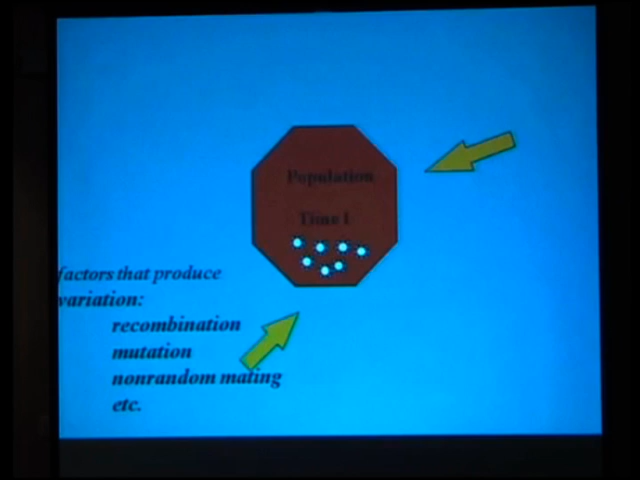 Population
Time 1
factors that produce
variation:
recombination
mutation
nonrandom mating
etc.